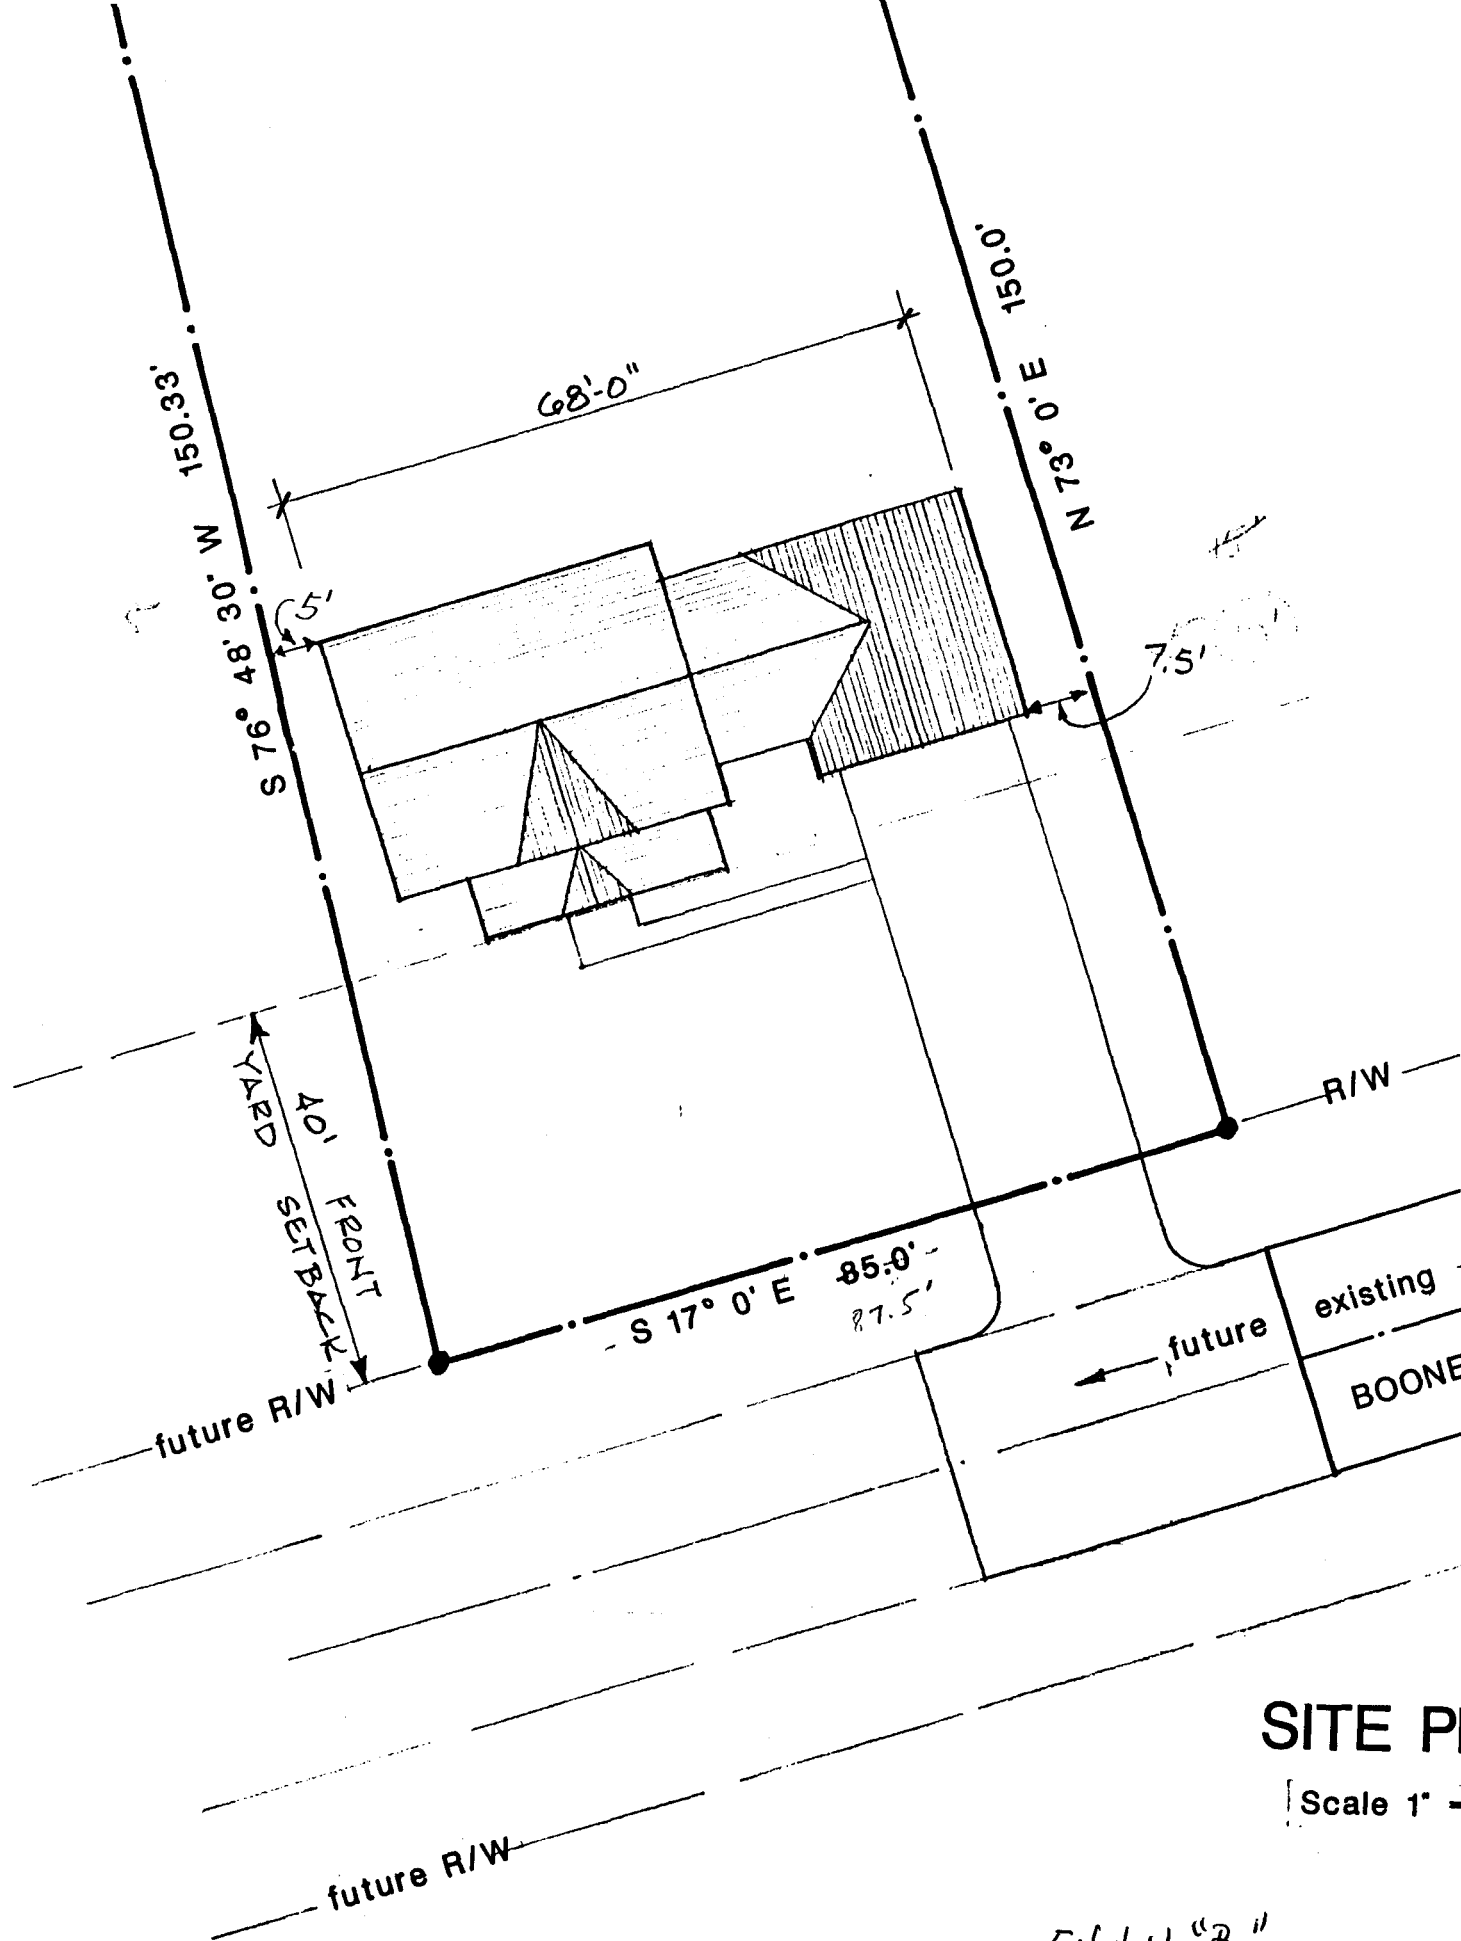 150.0'
68'-0"
150.33'
N 73° 0' E
S 76° 48' 30" W
5'
7.5'
R/W
40' FRONT
YARD SETBACK
85.0'
S 17° 0' E
87.5'
existing
future
BOONE
future R/W
SITE
Scale 1"
future R/W
"B"